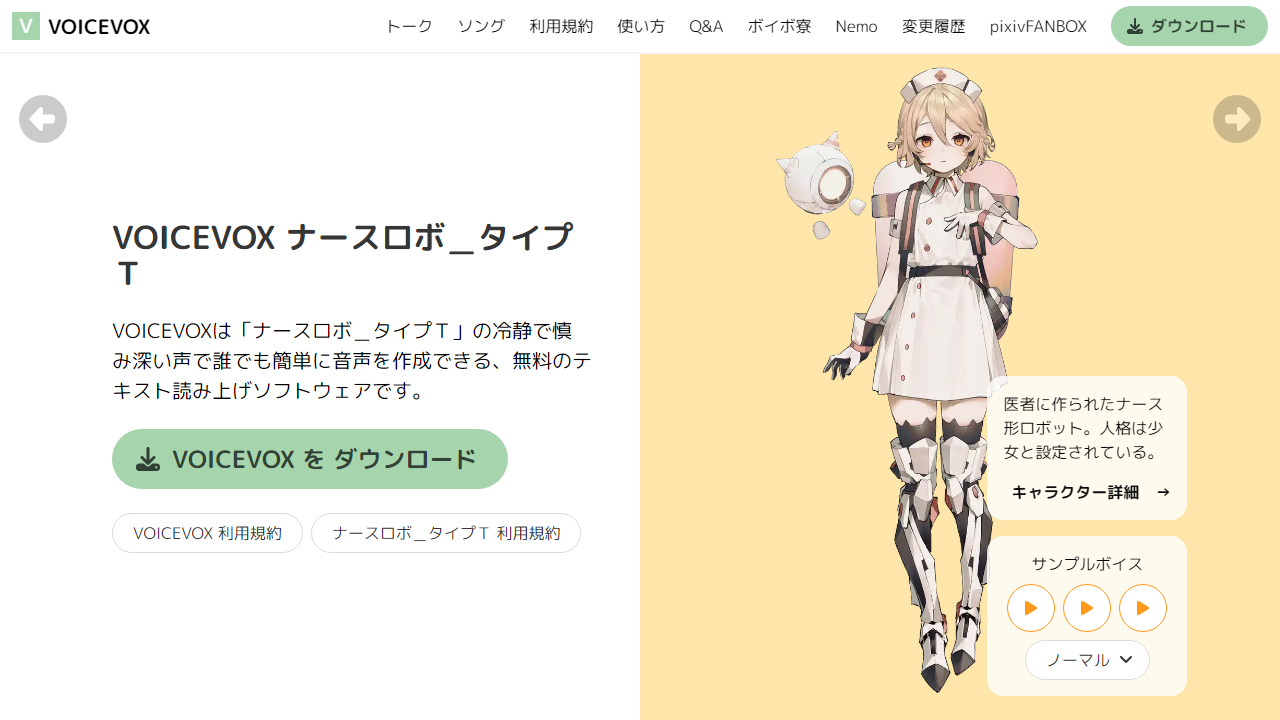 V VOICEVOX
トーク ソング 利用規約 使い方 Q&A ボイボ寮 Nemo 変更履歴 pixivFANBOX ダウンロード
VOICEVOX ナースロボ＿タイプ
Ｔ
VOICEVOXは「ナースロボ＿タイプＴ」の冷静で慎
み深い声で誰でも簡単に音声を作成できる、無料のテ
キスト読み上げソフトウェアです。
VOICEVOX を ダウンロード
VOICEVOX 利用規約 ナースロボ＿タイプＴ 利用規約
医者に作られたナース
形ロボット。人格は少
女と設定されている。
キャラクター詳細 →
サンプルボイス
ノーマル